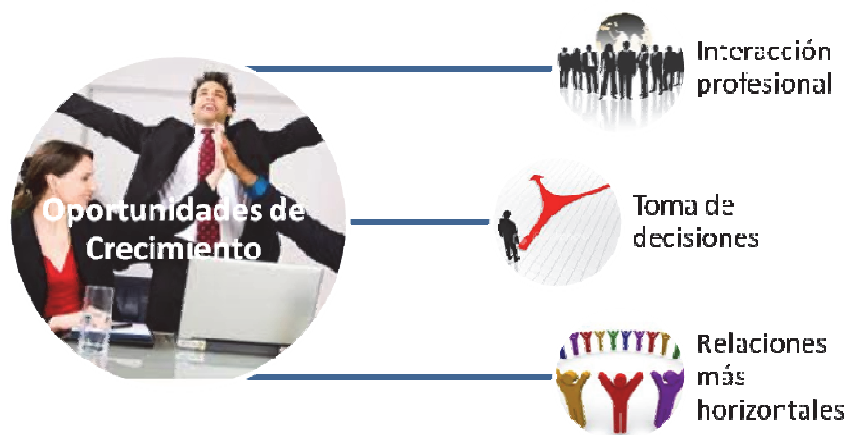 Oportunidades de
Crecimiento
Interacción
profesional
Toma de
decisiones
Relaciones
más
horizontales